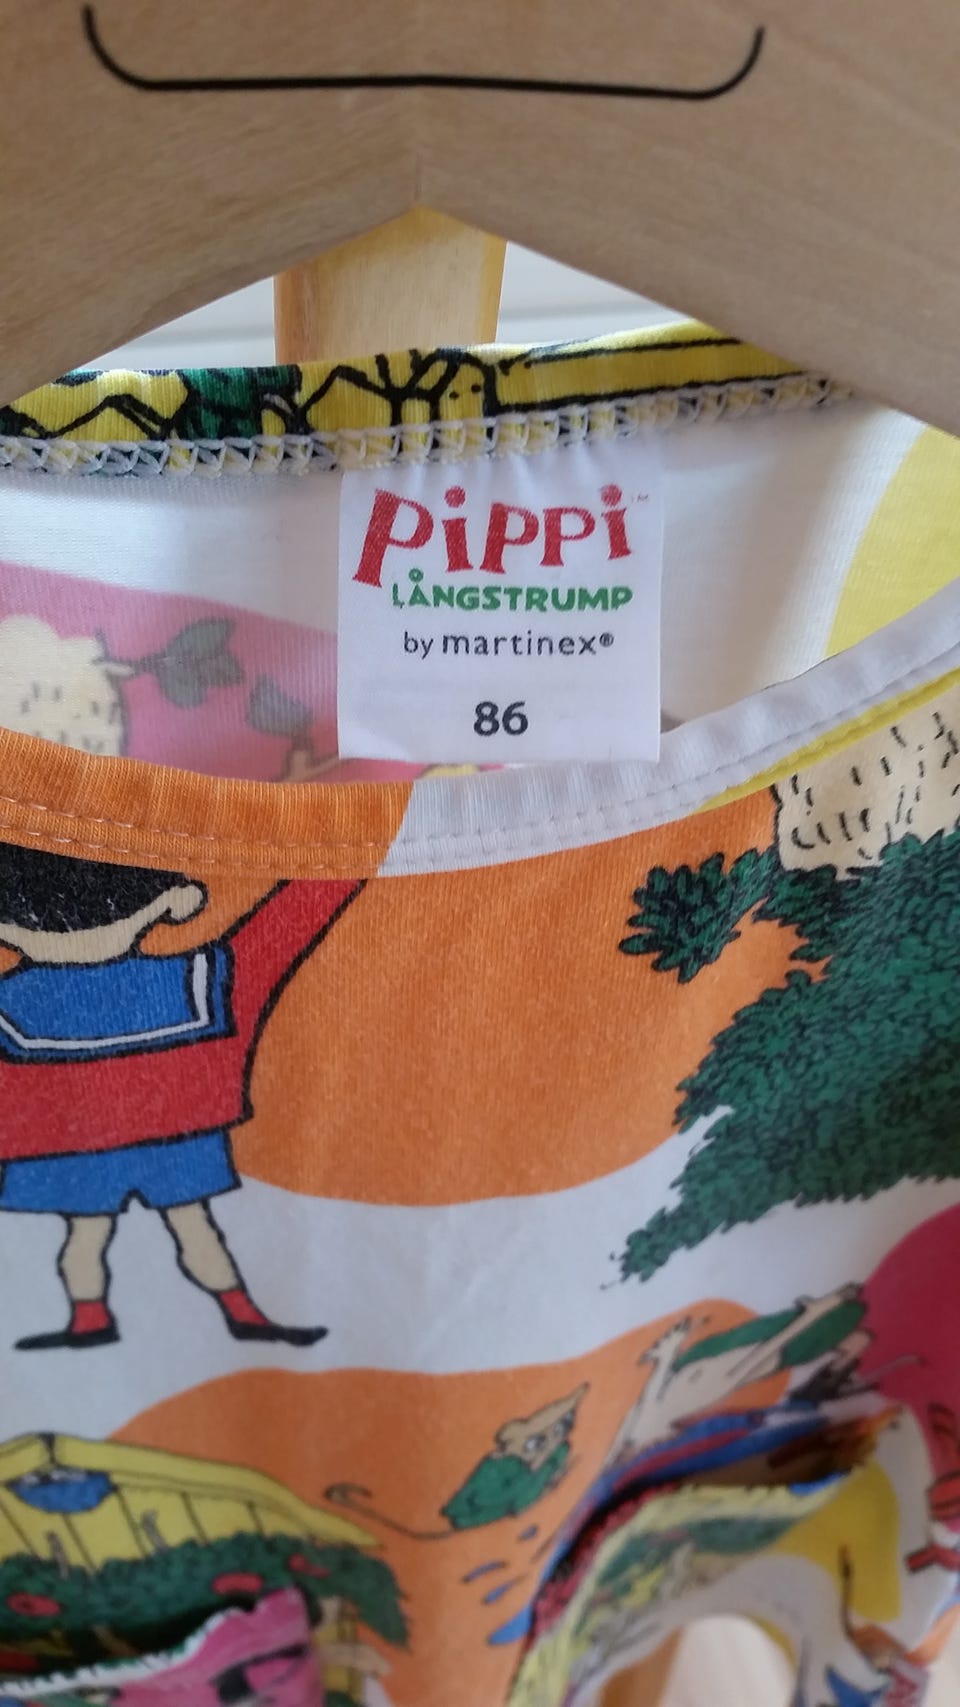 Pippi™
LÅNGSTRUMP
by martinex®
86